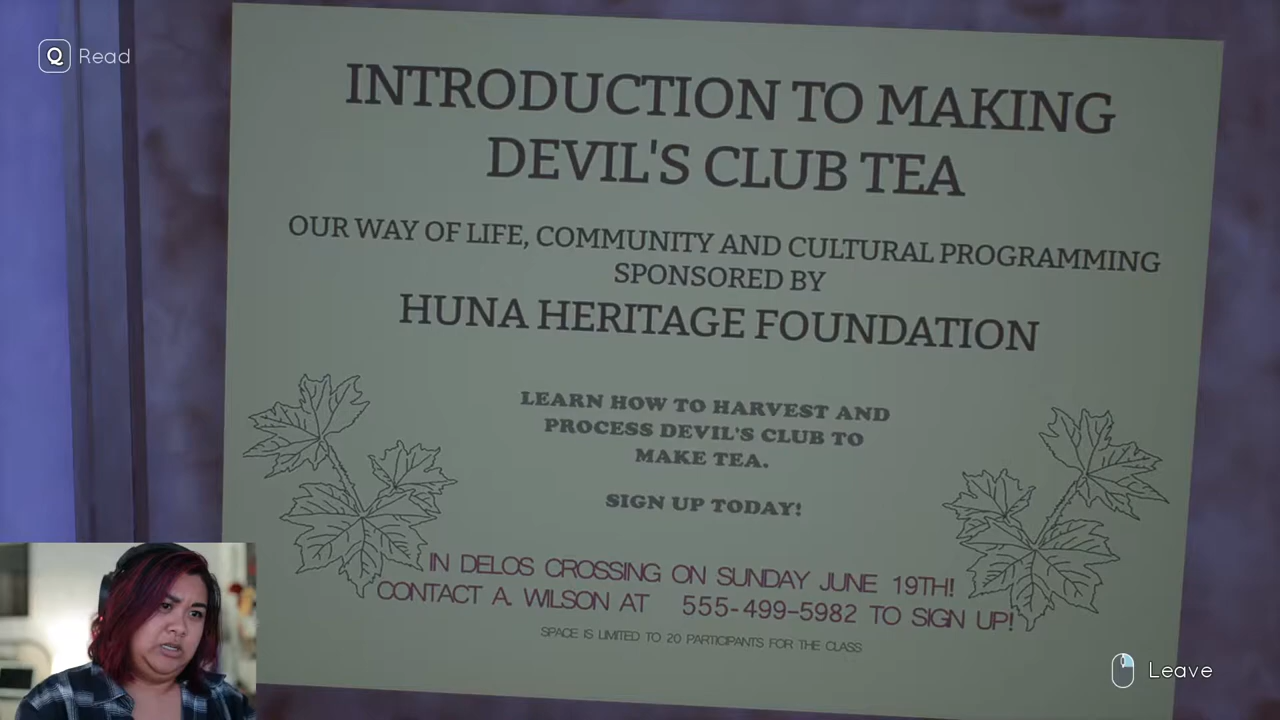 Q Read
INTRODUCTION TO MAKING
DEVIL'S CLUB TEA
OUR WAY OF LIFE, COMMUNITY AND CULTURAL PROGRAMMING
SPONSORED BY
HUNA HERITAGE FOUNDATION
LEARN HOW TO HARVEST AND
PROCESS DEVIL'S CLUB TO
MAKE TEA.
SIGN UP TODAY!
IN DELOS CROSSING ON SUNDAY JUNE 19TH!
CONTACT A. WILSON AT 555-499-5982 TO SIGN UP!
SPACE IS LIMITED TO 20 PARTICIPANTS FOR THE CLASS
Leave